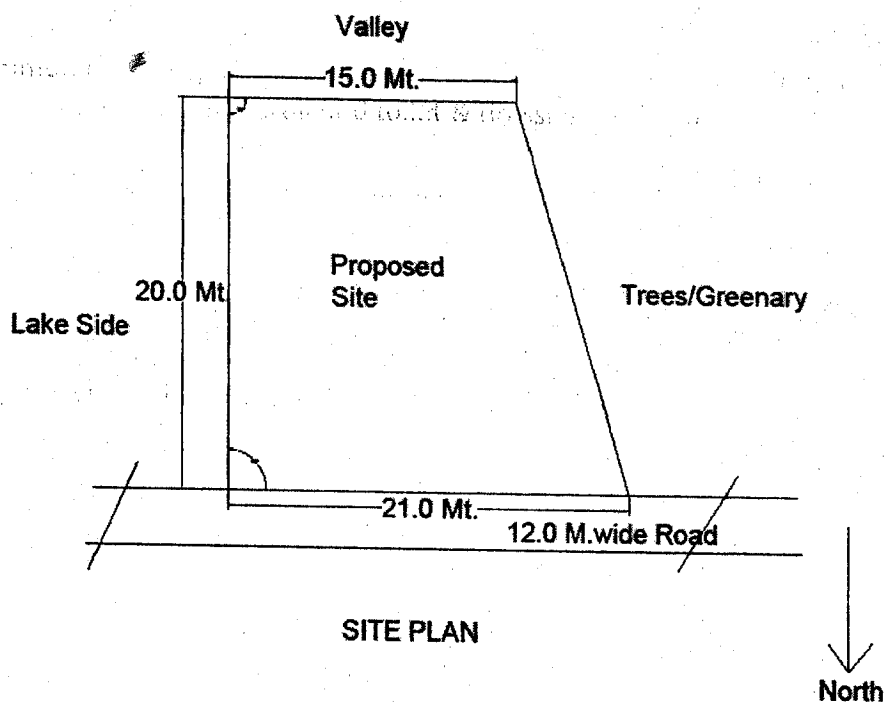 Valley
15.0 Mt.
Proposed
Site
20.0 Mt.
Trees/Greenary
Lake Side
21.0 Mt.
12.0 M.wide Road
SITE PLAN
North